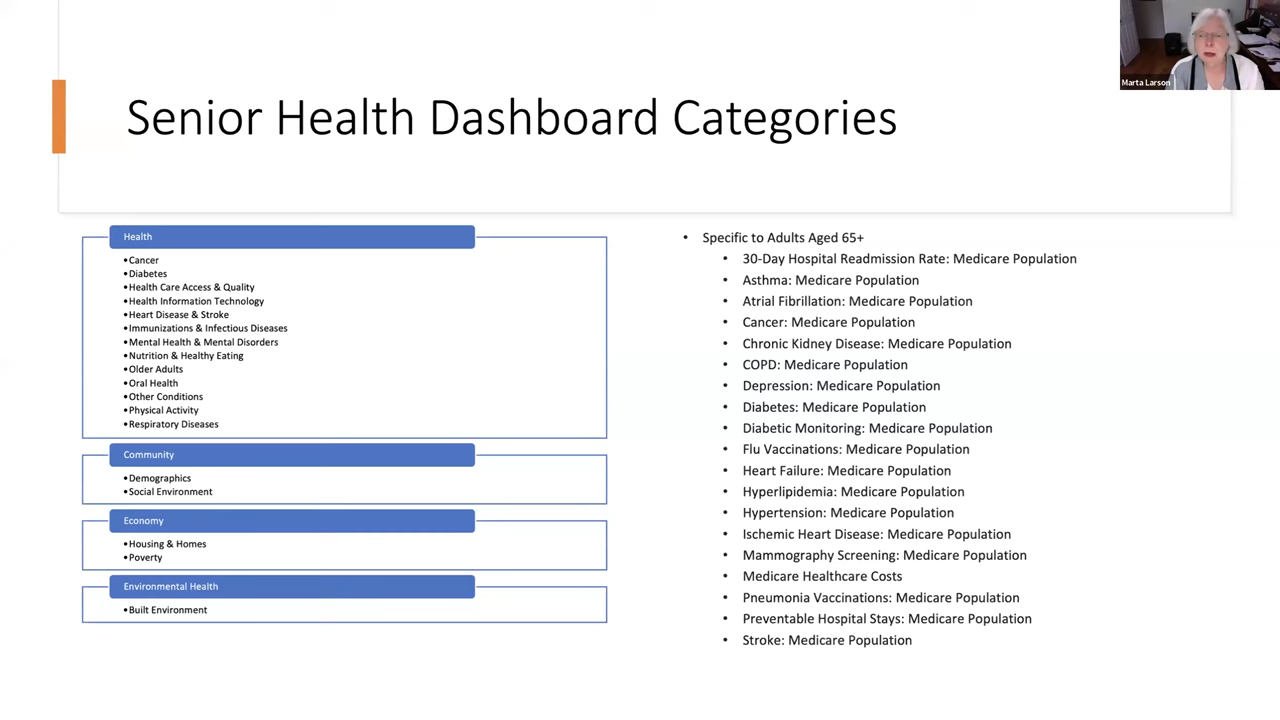 Marta Larson
Senior Health Dashboard Categories
Health
•Cancer
•Diabetes
•Health Care Access & Quality
•Health Information Technology
•Heart Disease & Stroke
•Immunizations & Infectious Diseases
•Mental Health & Mental Disorders
•Nutrition & Healthy Eating
•Older Adults
•Oral Health
•Other Conditions
•Physical Activity
•Respiratory Diseases
Community
•Demographics
•Social Environment
Economy
•Housing & Homes
•Poverty
Environmental Health
•Built Environment
• Specific to Adults Aged 65+
• 30-Day Hospital Readmission Rate: Medicare Population
• Asthma: Medicare Population
• Atrial Fibrillation: Medicare Population
• Cancer: Medicare Population
• Chronic Kidney Disease: Medicare Population
• COPD: Medicare Population
• Depression: Medicare Population
• Diabetes: Medicare Population
• Diabetic Monitoring: Medicare Population
• Flu Vaccinations: Medicare Population
• Heart Failure: Medicare Population
• Hyperlipidemia: Medicare Population
• Hypertension: Medicare Population
• Ischemic Heart Disease: Medicare Population
• Mammography Screening: Medicare Population
• Medicare Healthcare Costs
• Pneumonia Vaccinations: Medicare Population
• Preventable Hospital Stays: Medicare Population
• Stroke: Medicare Population